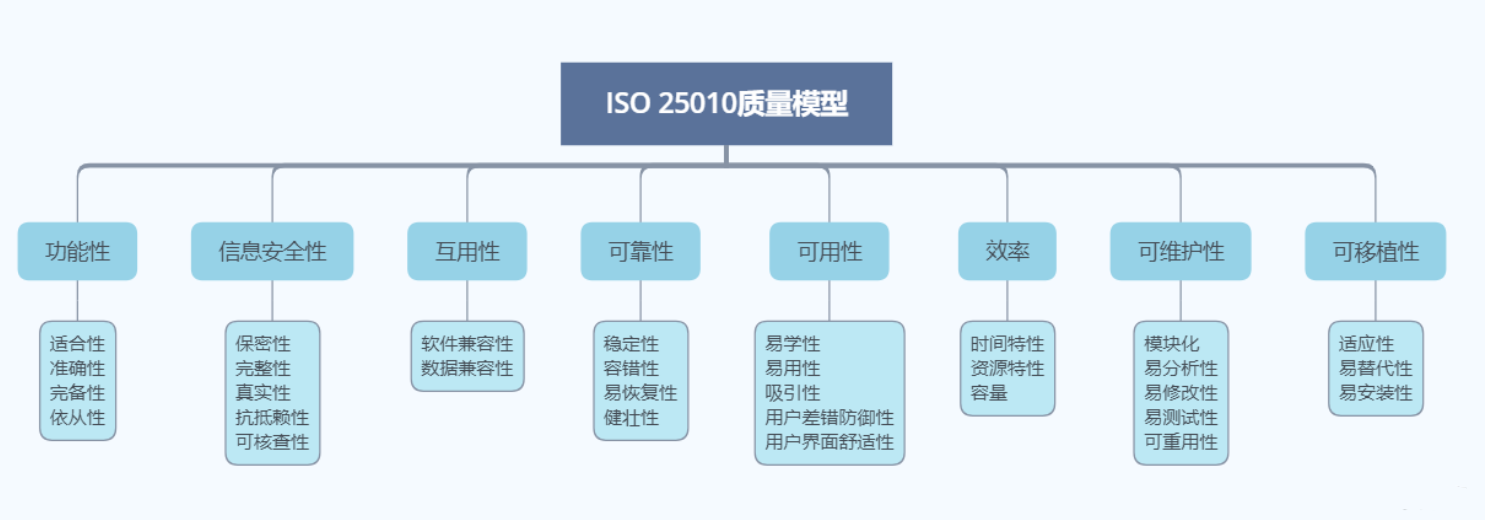 ISO 25010质量模型
功能性
信息安全性
互用性
可靠性
可用性
效率
可维护性
可移植性
适合性
准确性
完备性
依从性
保密性
完整性
真实性
抗抵赖性
可核查性
软件兼容性
数据兼容性
稳定性
容错性
易恢复性
健壮性
易学性
易用性
吸引性
用户差错防御性
用户界面舒适性
时间特性
资源特性
容量
模块化
易分析性
易修改性
易测试性
可重用性
适应性
易替代性
易安装性